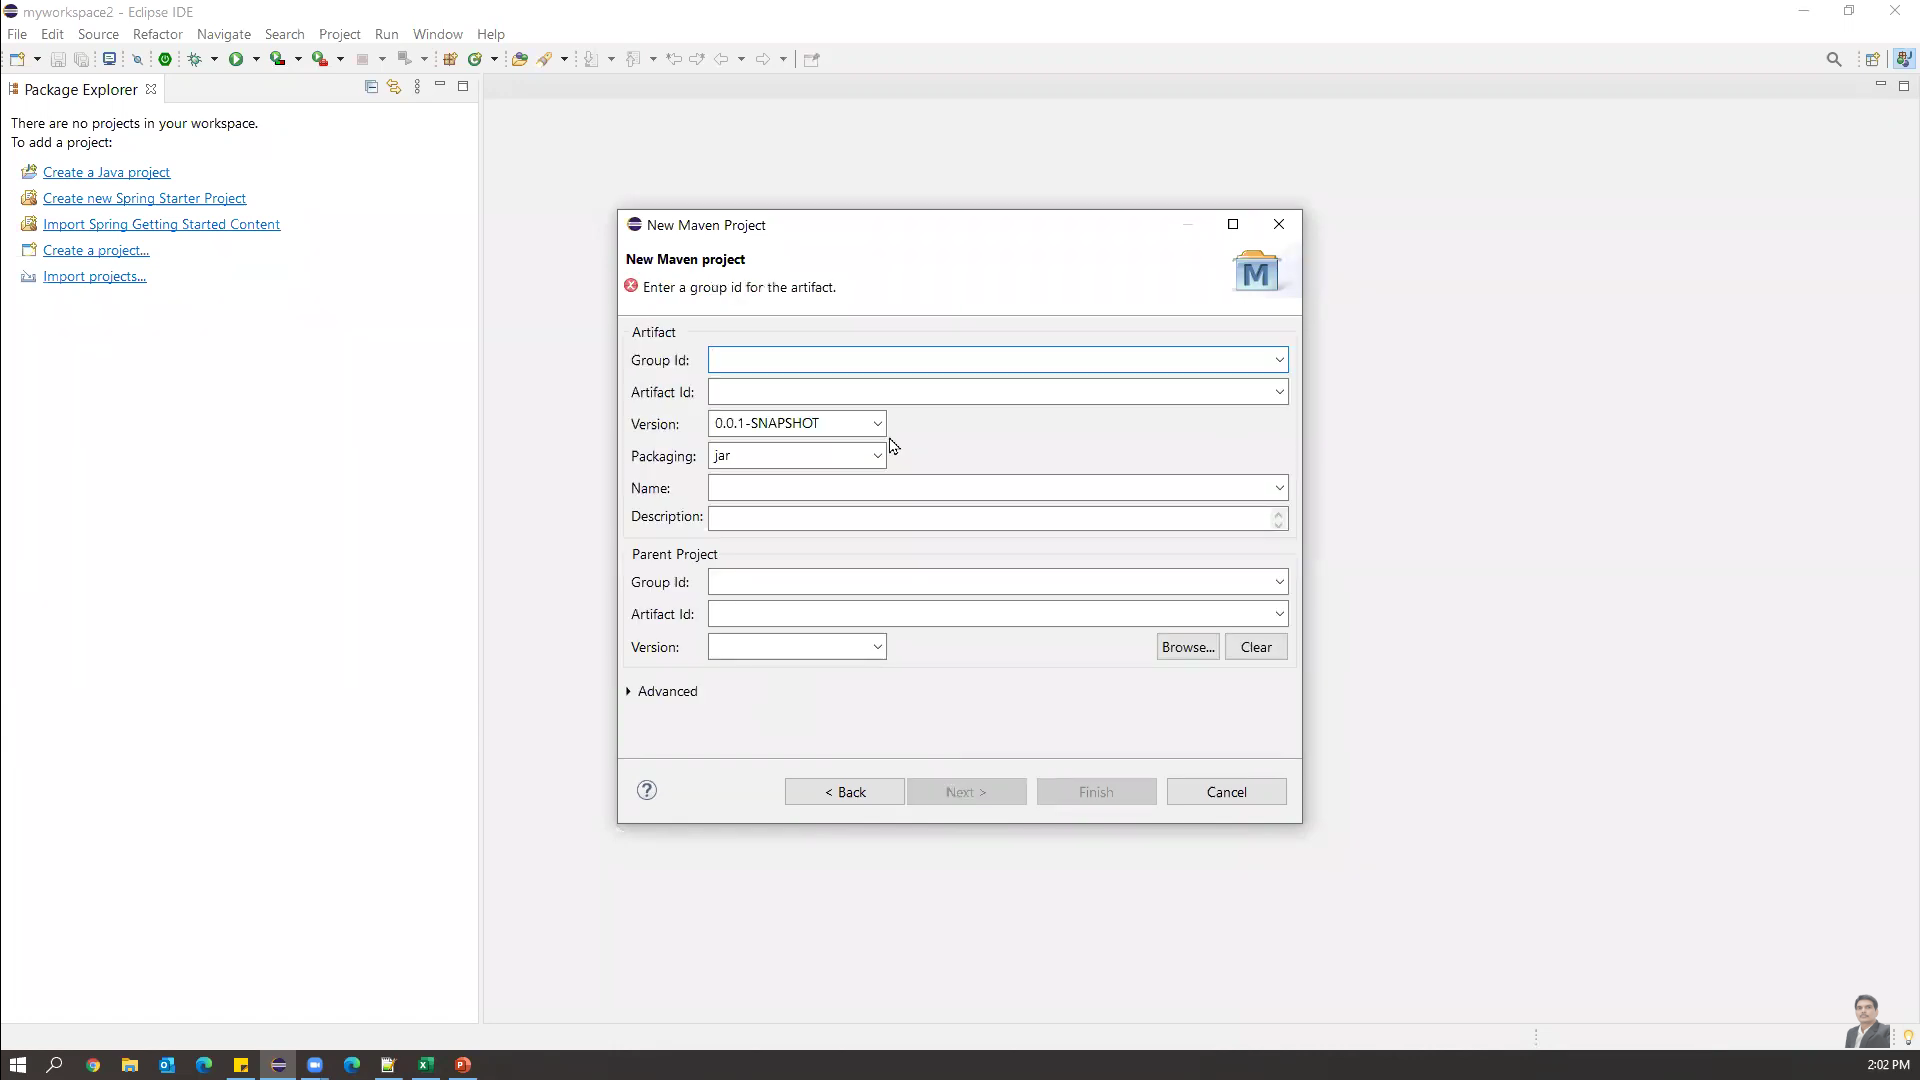 myworkspace2 - Eclipse IDE
File Edit Source Refactor Navigate Search Project Run Window Help
Package Explorer
There are no projects in your workspace.
To add a project:
Create a Java project
Create new Spring Starter Project
Import Spring Getting Started Content
Create a project...
Import projects...
New Maven Project
New Maven project
Enter a group id for the artifact.
M
Artifact
Group Id:
Artifact Id:
Version: 0.0.1-SNAPSHOT
Packaging: jar
Name:
Description:
Parent Project
Group Id:
Artifact Id:
Version:
Browse... Clear
Advanced
? < Back Next > Finish Cancel
2:02 PM